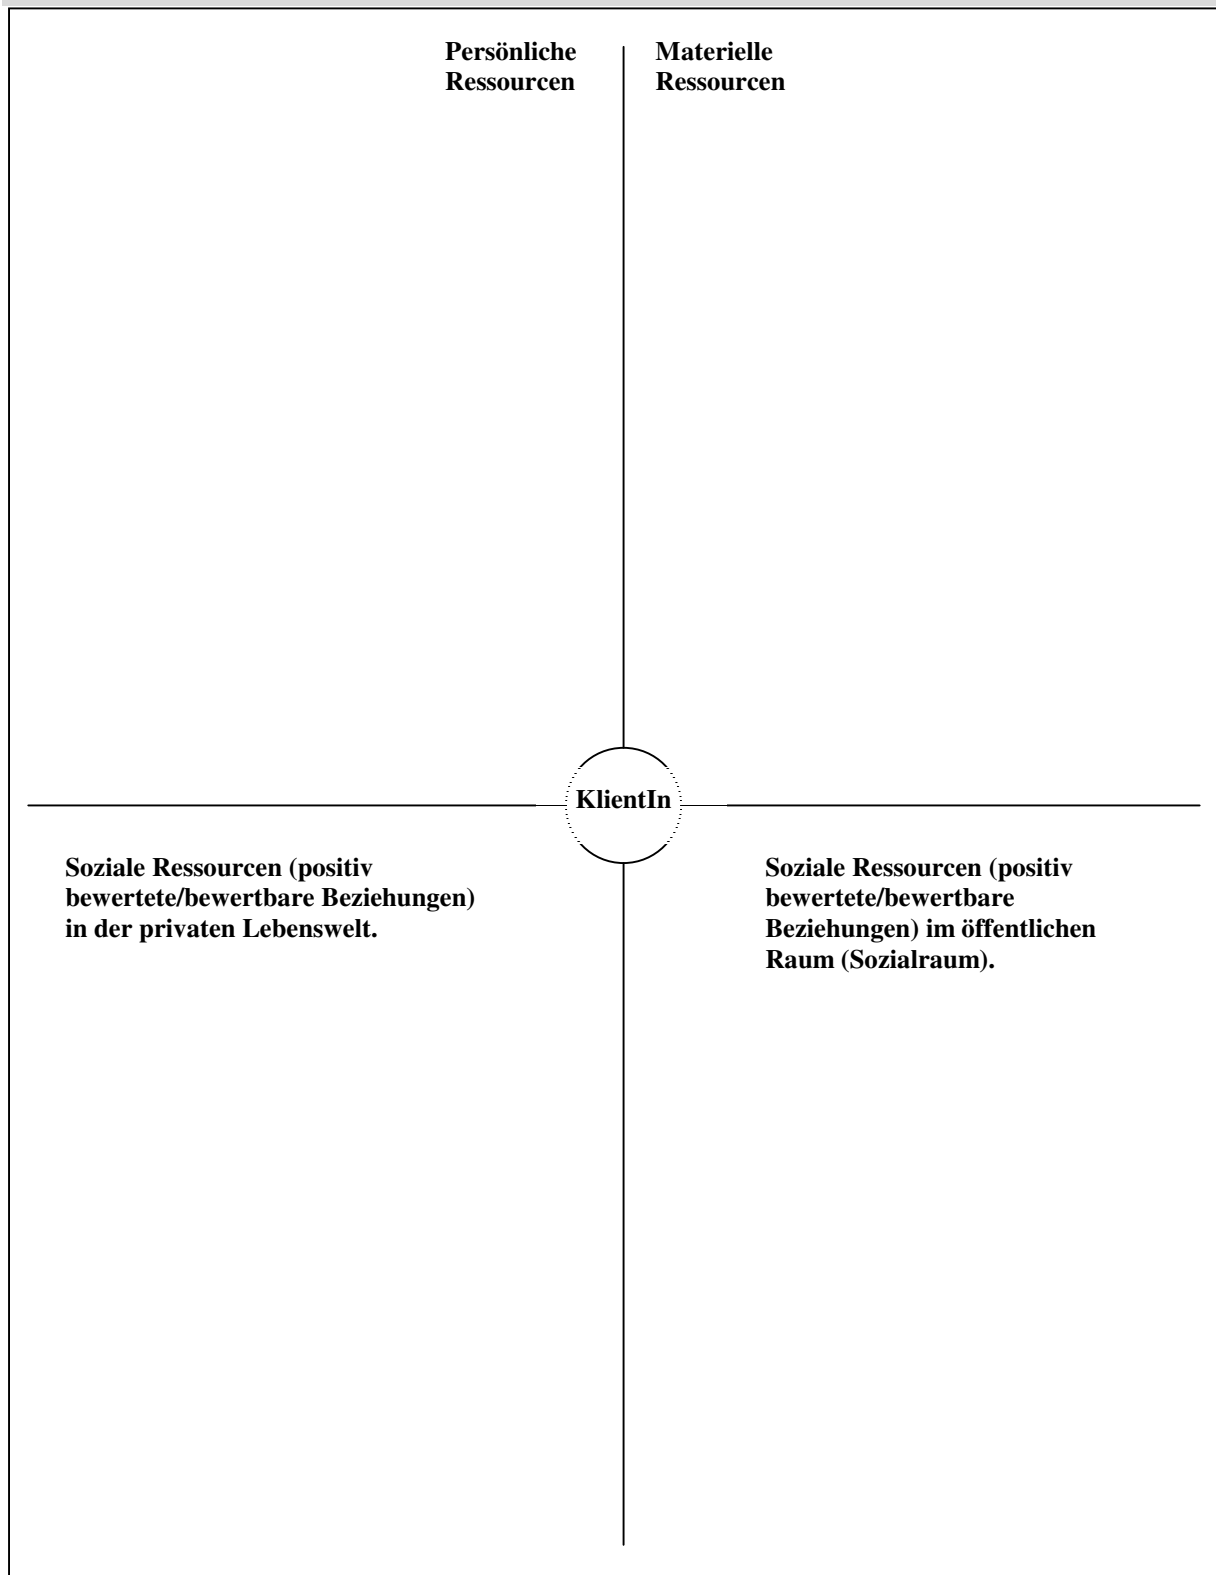 Persönliche
Ressourcen
Materielle
Ressourcen
KlientIn
Soziale Ressourcen (positiv
bewertete/bewertbare Beziehungen)
in der privaten Lebenswelt.
Soziale Ressourcen (positiv
bewertete/bewertbare
Beziehungen) im öffentlichen
Raum (Sozialraum).